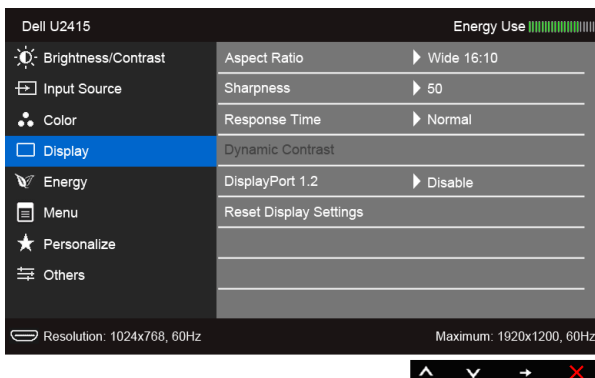 Dell U2415 Energy Use
Brightness/Contrast Aspect Ratio Wide 16:10
Input Source Sharpness 50
Color Response Time Normal
Display Dynamic Contrast
Energy DisplayPort 1.2 Disable
Menu Reset Display Settings
Personalize
Others
Resolution: 1024x768, 60Hz Maximum: 1920x1200, 60Hz